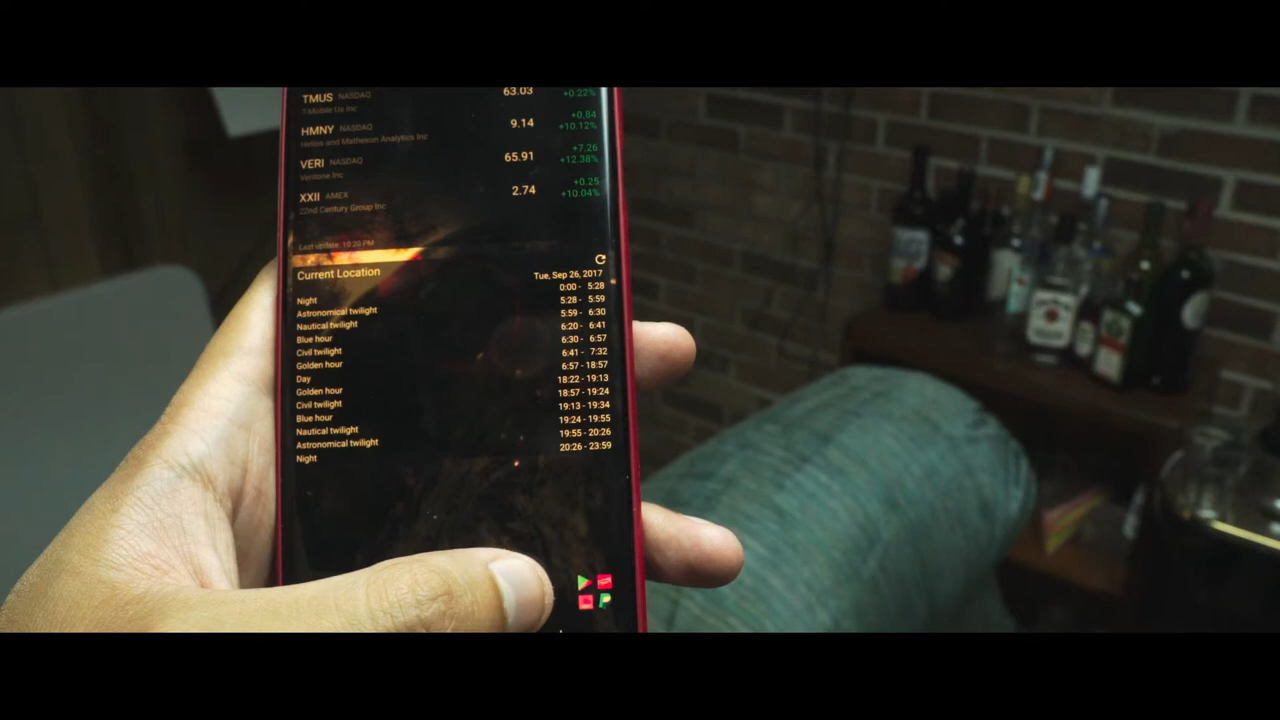 TMUS NASDAQ 63.03 +0.22%
T-Mobile Us Inc
HMNY NASDAQ 9.14 +0.84
Helios and Matheson Analytics Inc +10.12%
VERI NASDAQ 65.91 +7.26
Veritone Inc +12.38%
XXII AMEX 2.74 +0.25
22nd Century Group Inc +10.04%
Last update: 10:20 PM
Current Location Tue, Sep 26, 2017
Night 0:00 - 5:28
Astronomical twilight 5:28 - 5:59
Nautical twilight 5:59 - 6:30
Blue hour 6:20 - 6:41
Civil twilight 6:30 - 6:57
Golden hour 6:41 - 7:32
Day 6:57 - 18:57
Golden hour 18:22 - 19:13
Civil twilight 18:57 - 19:24
Blue hour 19:13 - 19:34
Nautical twilight 19:24 - 19:55
Astronomical twilight 19:55 - 20:26
Night 20:26 - 23:59